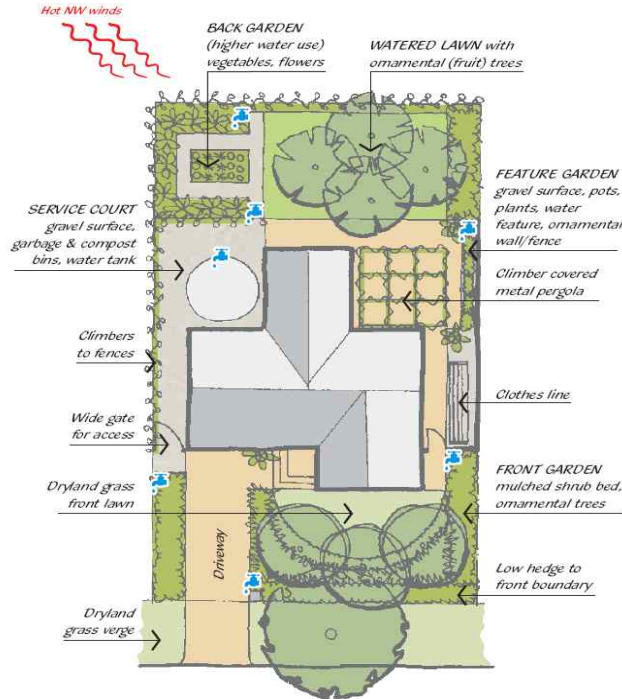 Hot NW winds
BACK GARDEN
(higher water use)
vegetables, flowers
WATERED LAWN with
ornamental (fruit) trees
FEATURE GARDEN
gravel surface, pots,
plants, water
feature, ornamental
wall/fence
SERVICE COURT
gravel surface,
garbage & compost
bins, water tank
Climber covered
metal pergola
Climbers
to fences
Clothes line
Wide gate
for access
Dryland grass
front lawn
FRONT GARDEN
mulched shrub bed,
ornamental trees
Driveway
Low hedge to
front boundary
Dryland
grass verge